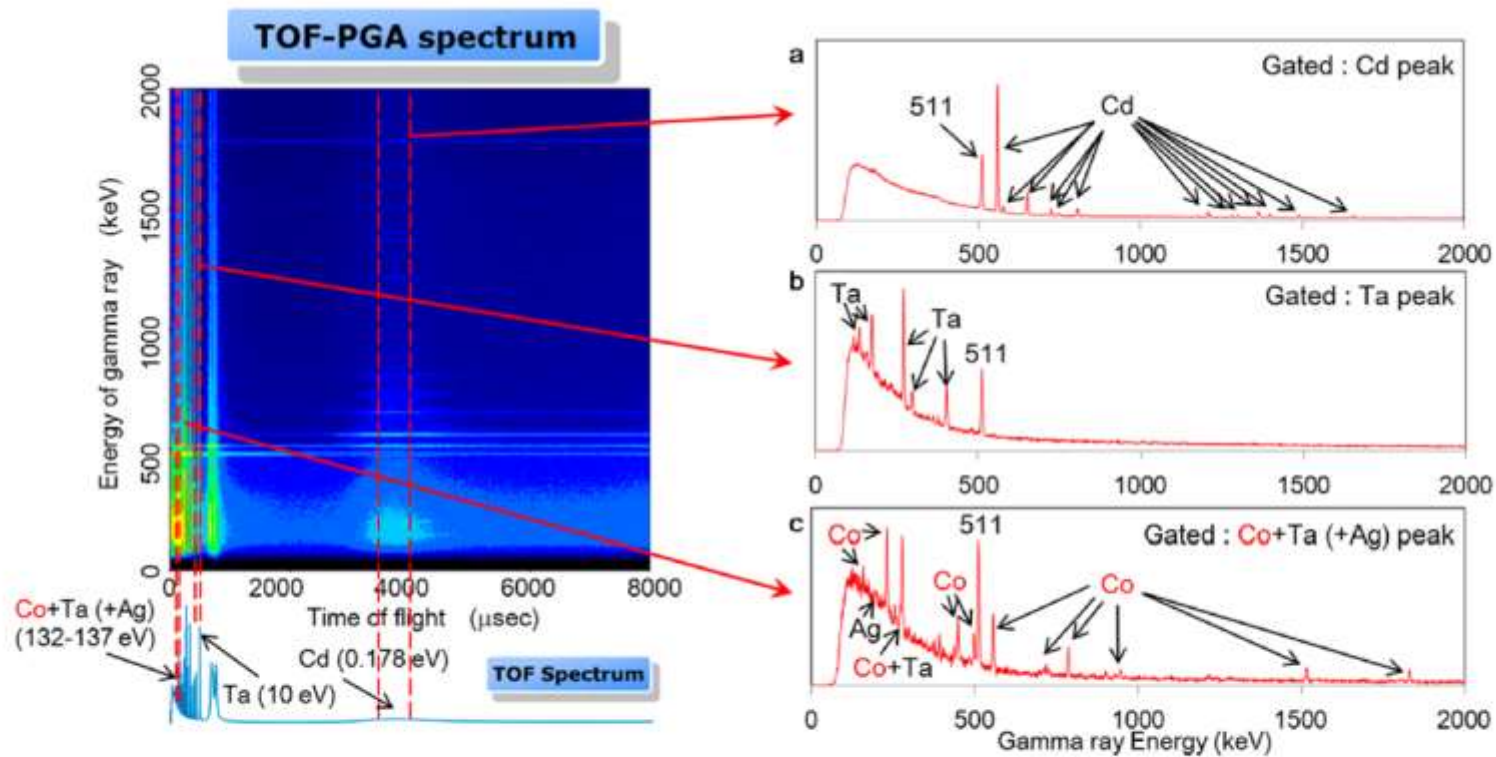 TOF-PGA spectrum
2000
1500
1000
500
0
Energy of gamma ray (keV)
0 2000 4000 6000 8000
Time of flight (μsec)
Co+Ta (+Ag)
(132-137 eV)
Ta (10 eV)
Cd (0.178 eV)
TOF Spectrum
a
Gated : Cd peak
511
Cd
0 500 1000 1500 2000
b
Gated : Ta peak
Ta
Ta
511
0 500 1000 1500 2000
c
Gated : Co+Ta (+Ag) peak
Co
511
Co
Co
Ag
Co+Ta
0 500 1000 1500 2000
Gamma ray Energy (keV)